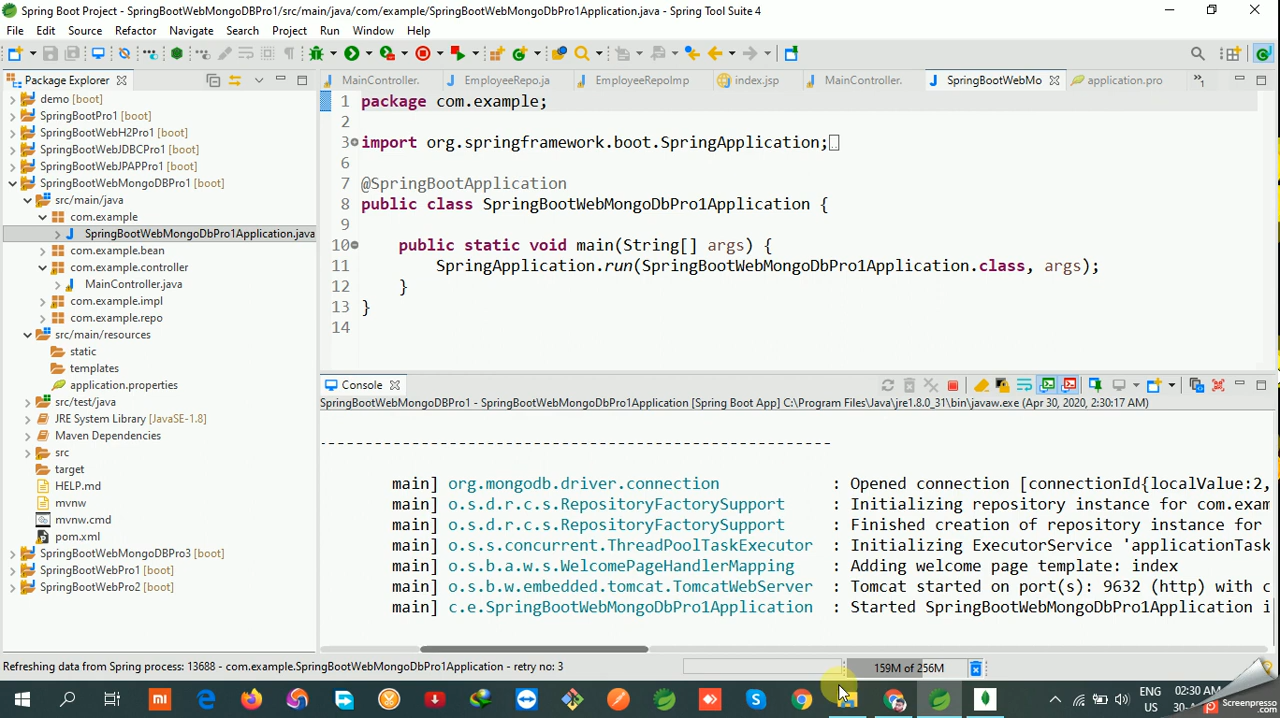 Spring Boot Project - SpringBootWebMongoDBPro1/src/main/java/com/example/SpringBootWebMongoDbPro1Application.java - Spring Tool Suite 4
File Edit Source Refactor Navigate Search Project Run Window Help
Package Explorer
MainController. EmployeeRepo.ja EmployeeRepoImp index.jsp MainController. SpringBootWebMo application.pro »1
demo [boot]
SpringBootPro1 [boot]
SpringBootWebH2Pro1 [boot]
SpringBootWebJDBCPro1 [boot]
SpringBootWebJPAPPro1 [boot]
SpringBootWebMongoDBPro1 [boot]
src/main/java
com.example
SpringBootWebMongoDbPro1Application.java
com.example.bean
com.example.controller
MainController.java
com.example.impl
com.example.repo
src/main/resources
static
templates
application.properties
src/test/java
JRE System Library [JavaSE-1.8]
Maven Dependencies
src
target
HELP.md
mvnw
mvnw.cmd
pom.xml
SpringBootWebMongoDBPro3 [boot]
SpringBootWebPro1 [boot]
SpringBootWebPro2 [boot]
1 package com.example;
2
3 import org.springframework.boot.SpringApplication;
6
7 @SpringBootApplication
8 public class SpringBootWebMongoDbPro1Application {
9
10 public static void main(String[] args) {
11 SpringApplication.run(SpringBootWebMongoDbPro1Application.class, args);
12 }
13 }
14
Console
SpringBootWebMongoDBPro1 - SpringBootWebMongoDbPro1Application [Spring Boot App] C:\Program Files\Java\jre1.8.0_31\bin\javaw.exe (Apr 30, 2020, 2:30:17 AM)
------------------------------------------------------
main] org.mongodb.driver.connection : Opened connection [connectionId{localValue:2,
main] o.s.d.r.c.s.RepositoryFactorySupport : Initializing repository instance for com.exam
main] o.s.d.r.c.s.RepositoryFactorySupport : Finished creation of repository instance for
main] o.s.s.concurrent.ThreadPoolTaskExecutor : Initializing ExecutorService 'applicationTask
main] o.s.b.a.w.s.WelcomePageHandlerMapping : Adding welcome page template: index
main] o.s.b.w.embedded.tomcat.TomcatWebServer : Tomcat started on port(s): 9632 (http) with c
main] c.e.SpringBootWebMongoDbPro1Application : Started SpringBootWebMongoDbPro1Application i
Refreshing data from Spring process: 13688 - com.example.SpringBootWebMongoDbPro1Application - retry no: 3
159M of 256M
ENG 02:30 AM
US 30-A
Screenpresso
.com